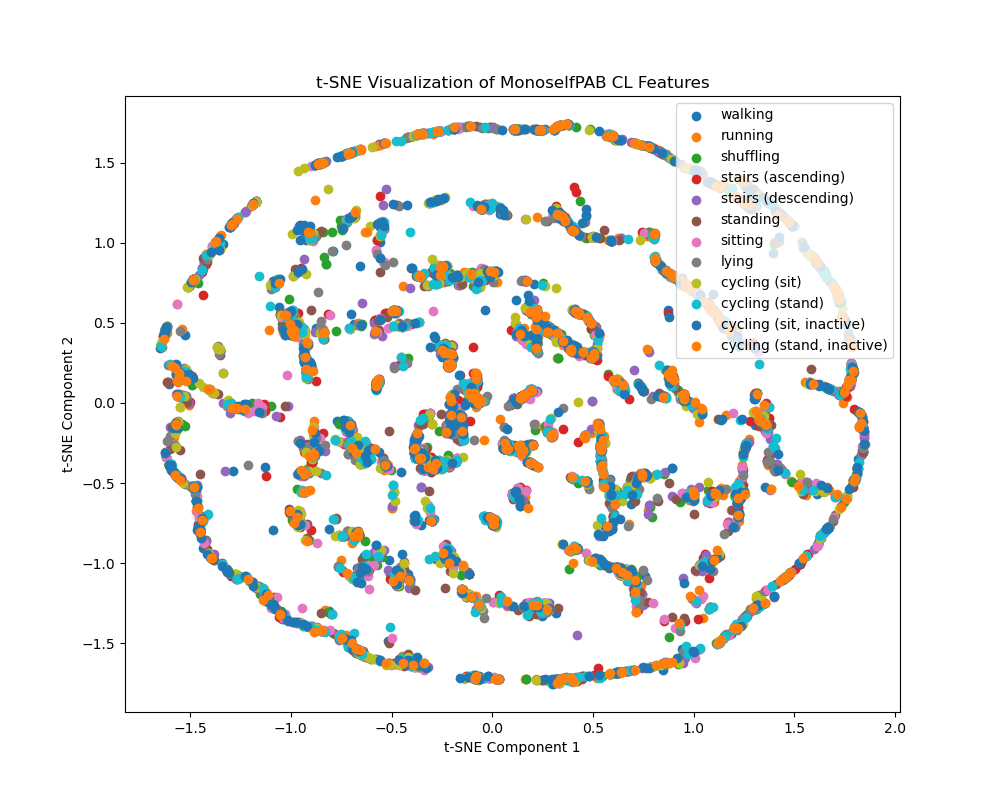 t-SNE Visualization of MonoselfPAB CL Features
walking
running
shuffling
stairs (ascending)
stairs (descending)
standing
sitting
lying
cycling (sit)
cycling (stand)
cycling (sit, inactive)
cycling (stand, inactive)
t-SNE Component 2
1.5
1.0
0.5
0.0
−0.5
−1.0
−1.5
−1.5
−1.0
−0.5
0.0
0.5
1.0
1.5
2.0
t-SNE Component 1